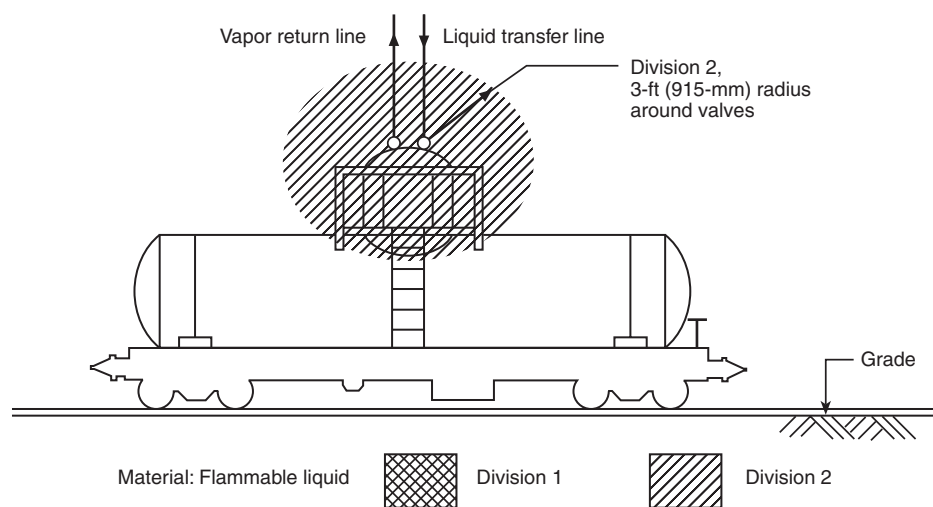 Vapor return line
Liquid transfer line
Division 2,
3-ft (915-mm) radius
around valves
Grade
Material: Flammable liquid
Division 1
Division 2